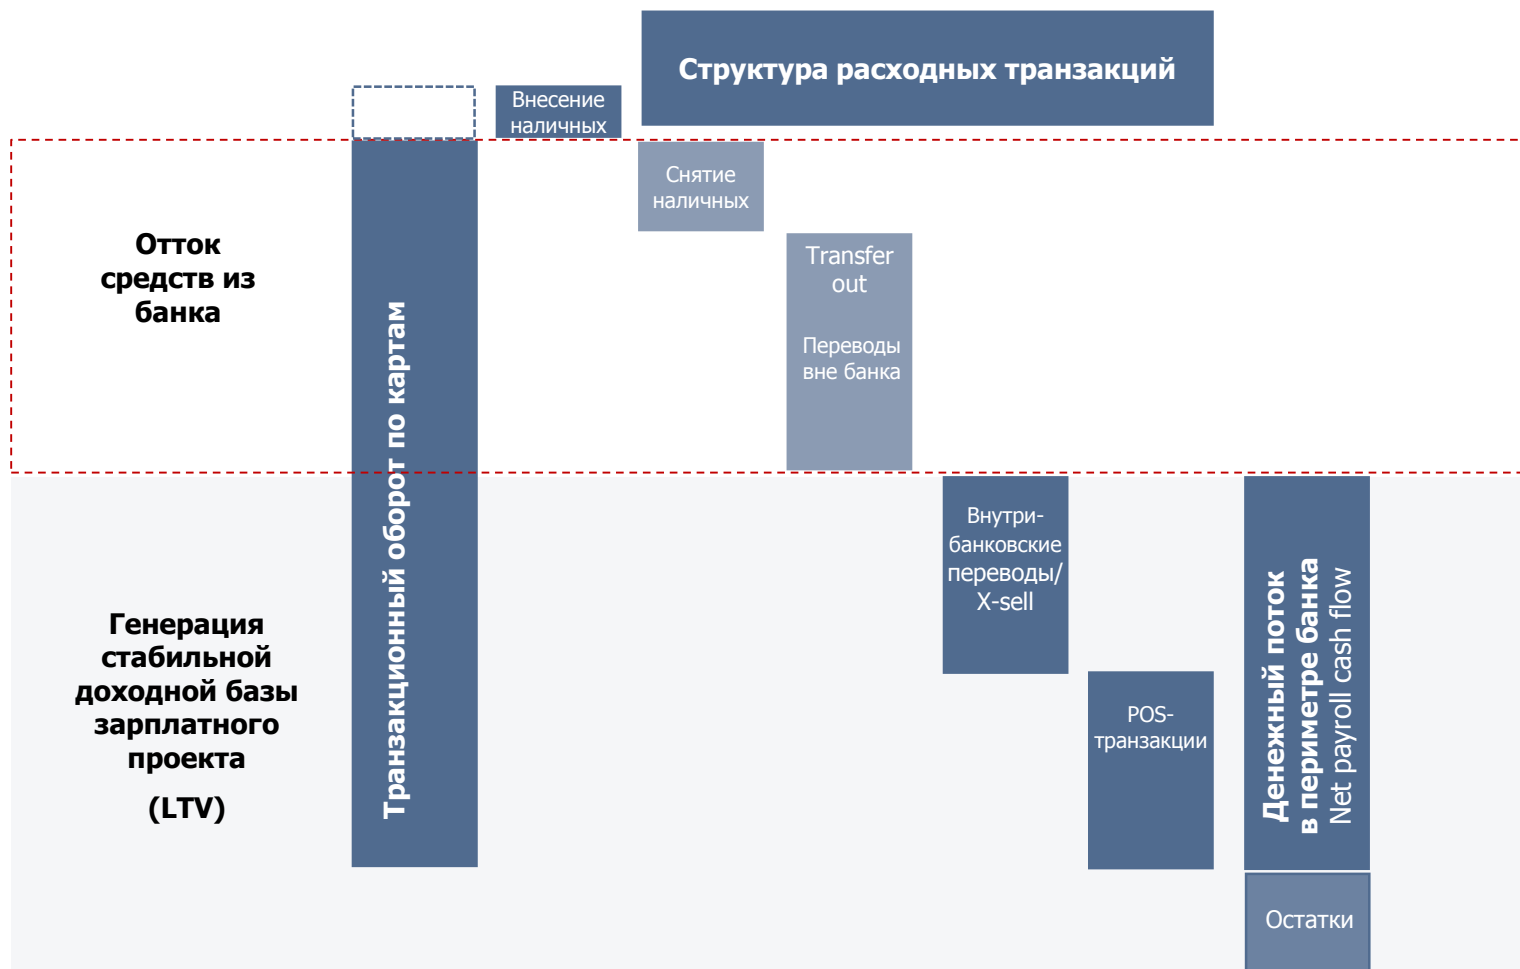 Структура расходных транзакций
Внесение
наличных
Снятие
наличных
Отток
средств из
банка
Transfer
out
Переводы
вне банка
Транзакционный оборот по картам
Внутри-
банковские
переводы/
X-sell
Генерация
стабильной
доходной базы
зарплатного
проекта
(LTV)
POS-
транзакции
Денежный поток
в периметре банка
Net payroll cash flow
Остатки